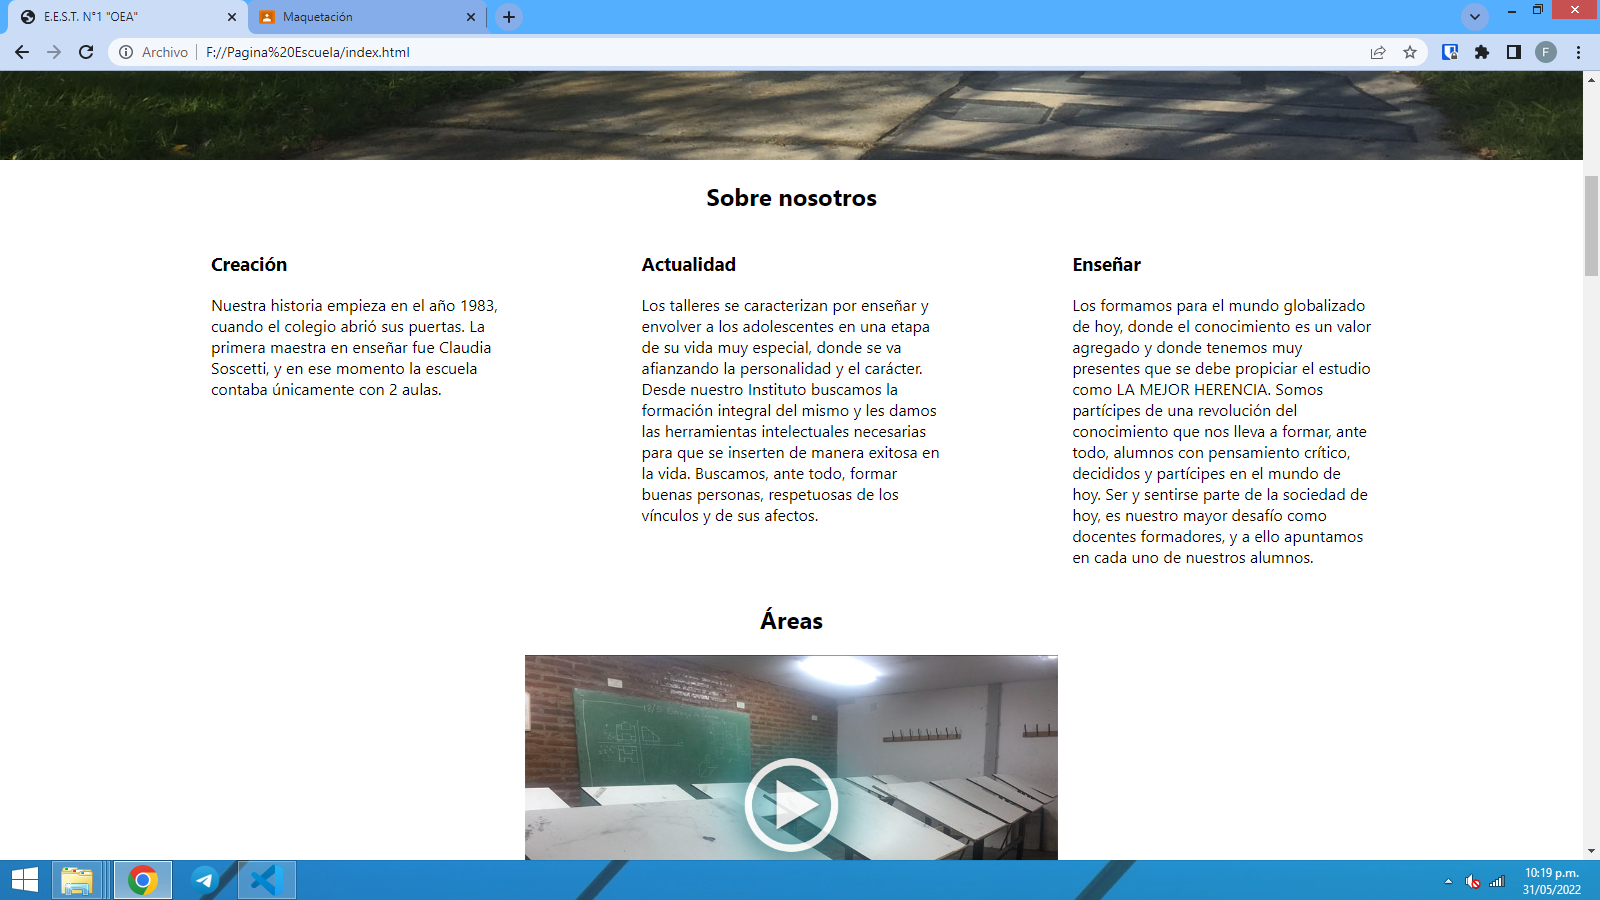 E.E.S.T. N°1 "OEA"
Maquetación
Archivo
F://Pagina%20Escuela/index.html
F
Sobre nosotros
Creación
Nuestra historia empieza en el año 1983,
cuando el colegio abrió sus puertas. La
primera maestra en enseñar fue Claudia
Soscetti, y en ese momento la escuela
contaba únicamente con 2 aulas.
Actualidad
Los talleres se caracterizan por enseñar y
envolver a los adolescentes en una etapa
de su vida muy especial, donde se va
afianzando la personalidad y el carácter.
Desde nuestro Instituto buscamos la
formación integral del mismo y les damos
las herramientas intelectuales necesarias
para que se inserten de manera exitosa en
la vida. Buscamos, ante todo, formar
buenas personas, respetuosas de los
vínculos y de sus afectos.
Enseñar
Los formamos para el mundo globalizado
de hoy, donde el conocimiento es un valor
agregado y donde tenemos muy
presentes que se debe propiciar el estudio
como LA MEJOR HERENCIA. Somos
partícipes de una revolución del
conocimiento que nos lleva a formar, ante
todo, alumnos con pensamiento crítico,
decididos y partícipes en el mundo de
hoy. Ser y sentirse parte de la sociedad de
hoy, es nuestro mayor desafío como
docentes formadores, y a ello apuntamos
en cada uno de nuestros alumnos.
Áreas
10:19 p.m.
31/05/2022